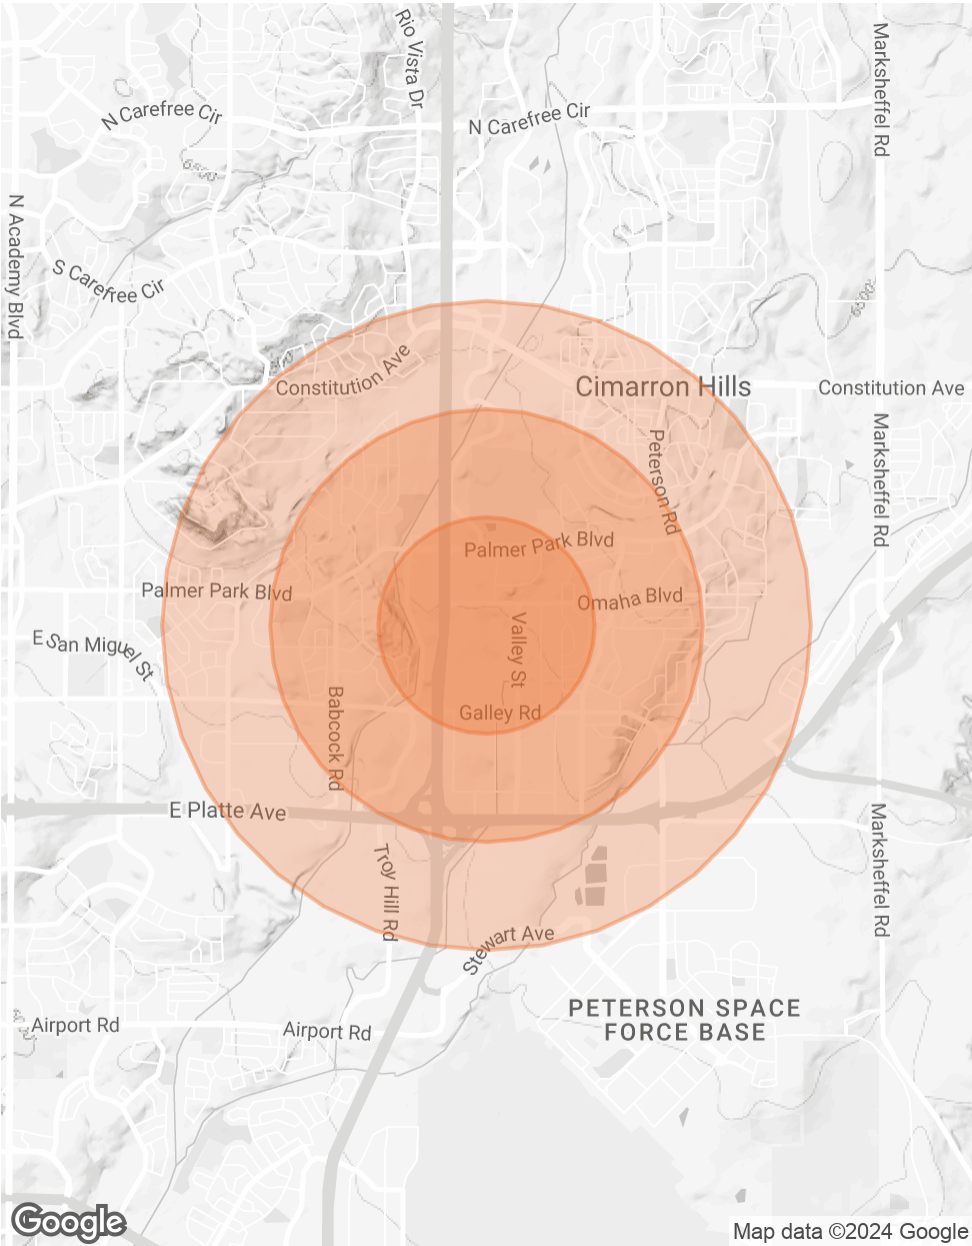 Rio Vista Dr
Marksheffel Rd
N Carefree Cir
N Carefree Cir
6500
N Academy Blvd
S Carefree Cir
6500
Constitution Ave
Cimarron Hills
Constitution Ave
Marksheffel Rd
Peterson Rd
Palmer Park Blvd
Palmer Park Blvd
Omaha Blvd
Valley St
E San Miguel St
Babcock Rd
Galley Rd
E Platte Ave
Marksheffel Rd
Troy Hill Rd
Stewart Ave
PETERSON SPACE
FORCE BASE
Airport Rd
Airport Rd
Google
Map data ©2024 Google